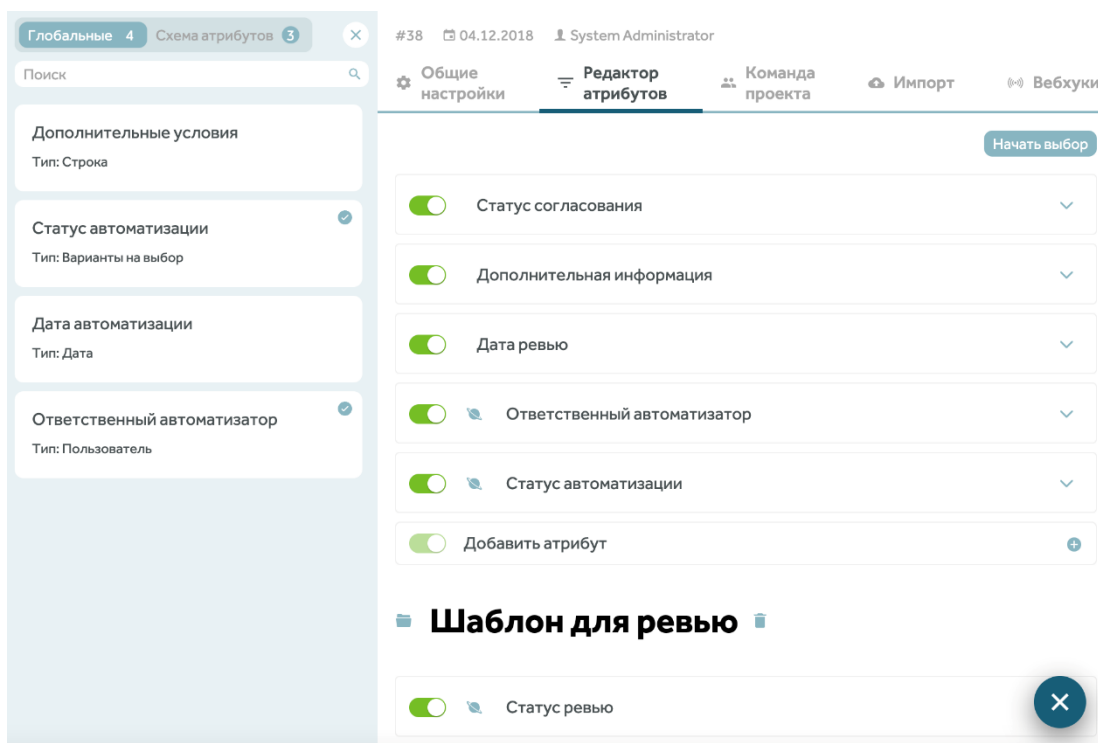 Глобальные 4 Схема атрибутов 3
Поиск
Дополнительные условия
Тип: Строка
Статус автоматизации
Тип: Варианты на выбор
Дата автоматизации
Тип: Дата
Ответственный автоматизатор
Тип: Пользователь
#38 04.12.2018 System Administrator
Общие
настройки
Редактор
атрибутов
Команда
проекта
Импорт
Вебхуки
Начать выбор
Статус согласования
Дополнительная информация
Дата ревью
Ответственный автоматизатор
Статус автоматизации
Добавить атрибут
Шаблон для ревью
Статус ревью